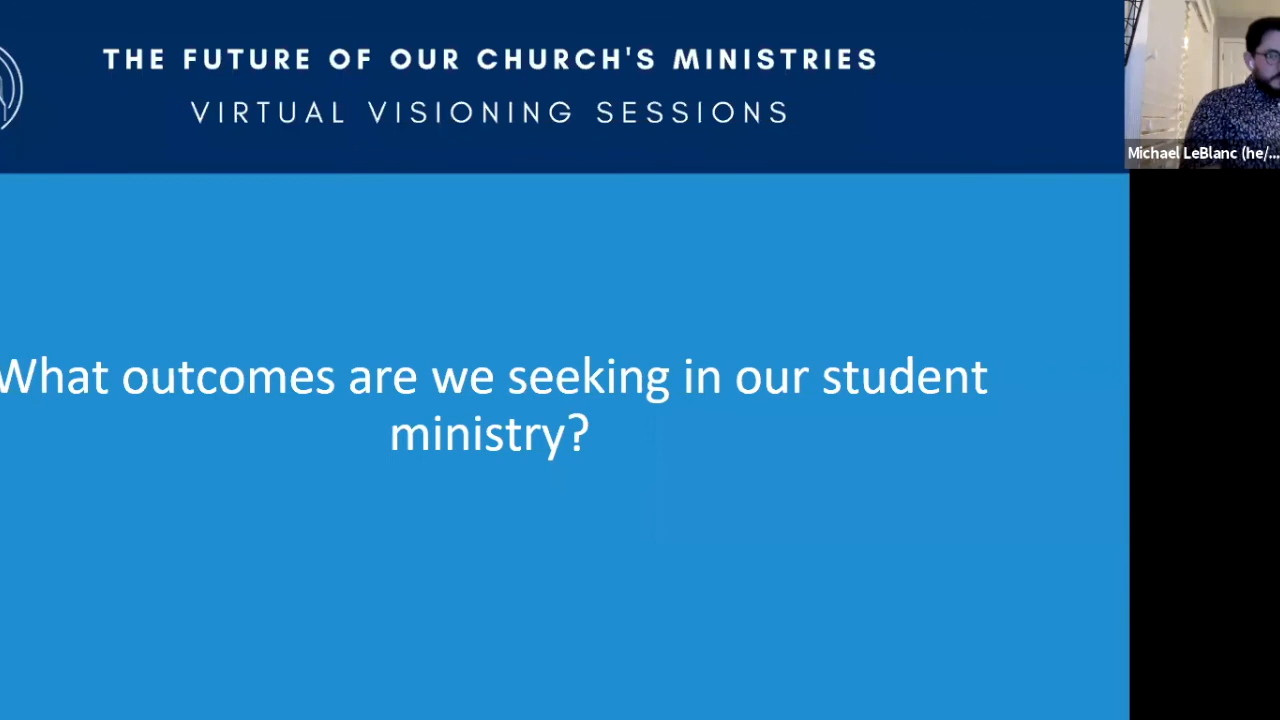 THE FUTURE OF OUR CHURCH'S MINISTRIES
VIRTUAL VISIONING SESSIONS
Michael LeBlanc (he/...
What outcomes are we seeking in our student
ministry?